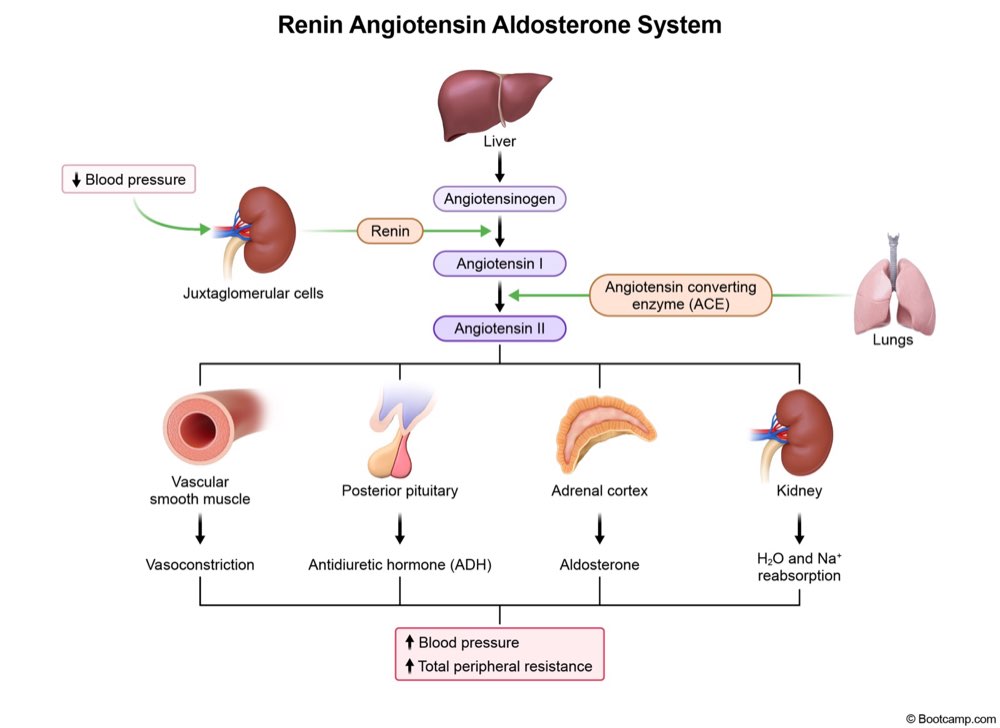 Renin Angiotensin Aldosterone System
Liver
↓ Blood pressure
Angiotensinogen
Renin
Juxtaglomerular cells
Angiotensin I
Angiotensin converting
enzyme (ACE)
Angiotensin II
Lungs
Vascular
smooth muscle
Posterior pituitary
Adrenal cortex
Kidney
Vasoconstriction
Antidiuretic hormone (ADH)
Aldosterone
H₂O and Na⁺
reabsorption
↑ Blood pressure
↑ Total peripheral resistance
© Bootcamp.com